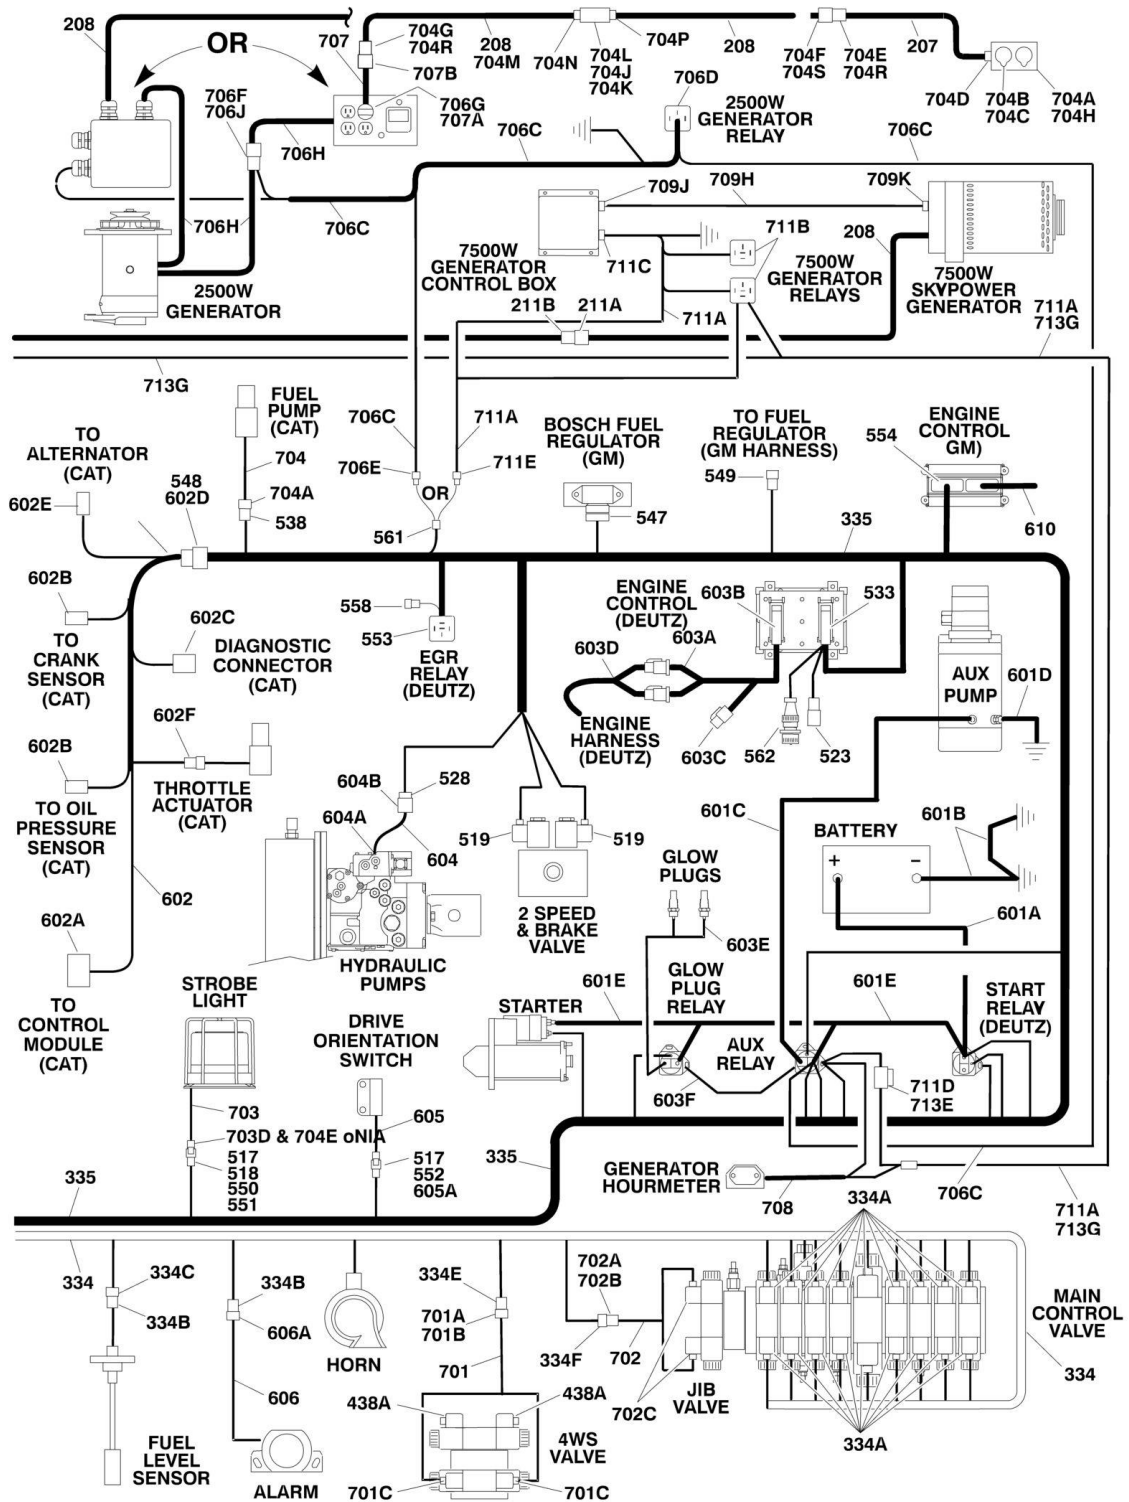 208
OR
707
704G
704R
707B
208
704M
704N
704L
704J
704K
704P
208
704F
704S
704E
704R
207
704D
704B
704C
704A
704H
706F
706J
706H
706G
707A
706C
706D
2500W
GENERATOR
RELAY
706C
706H
706C
2500W
GENERATOR
709J
709H
709K
711B
208
7500W
GENERATOR
CONTROL BOX
711C
7500W
GENERATOR
RELAYS
7500W
SKYPOWER
GENERATOR
211B
211A
711A
711A
713G
713G
FUEL
PUMP
(CAT)
706C
711A
BOSCH FUEL
REGULATOR
(GM)
TO FUEL
REGULATOR
(GM HARNESS)
ENGINE
CONTROL
GM)
554
TO
ALTERNATOR
(CAT)
548
602D
704
706E
711E
549
602E
704A
538
OR
561
547
335
610
602B
602C
558
553
ENGINE
CONTROL
(DEUTZ)
603B
533
603A
603D
TO
CRANK
SENSOR
(CAT)
DIAGNOSTIC
CONNECTOR
(CAT)
EGR
RELAY
(DEUTZ)
AUX
PUMP
601D
602F
602B
ENGINE
HARNESS
(DEUTZ)
603C
562
523
THROTTLE
ACTUATOR
(CAT)
604B
528
604A
TO OIL
PRESSURE
SENSOR
(CAT)
601C
601B
BATTERY
+
−
519
519
604
GLOW
PLUGS
602
602A
2 SPEED
& BRAKE
VALVE
603E
601A
HYDRAULIC
PUMPS
STROBE
LIGHT
GLOW
PLUG
RELAY
601E
601E
STARTER
START
RELAY
(DEUTZ)
TO
CONTROL
MODULE
(CAT)
DRIVE
ORIENTATION
SWITCH
AUX
RELAY
603F
711D
713E
703
605
703D & 704E oNIA
517
518
550
551
517
552
605A
335
335
GENERATOR
HOURMETER
708
334A
706C
711A
713G
334
334C
334B
334B
606A
334E
701A
701B
702A
702B
MAIN
CONTROL
VALVE
HORN
701
334F
702
334
606
438A
438A
702C
JIB
VALVE
334A
FUEL
LEVEL
SENSOR
4WS
VALVE
ALARM
701C
701C